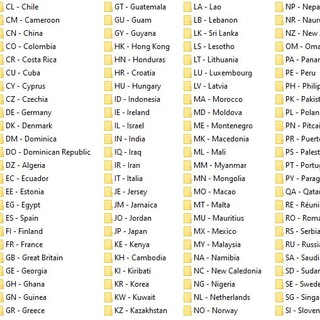 CL - Chile
CM - Cameroon
CN - China
CO - Colombia
CR - Costa Rica
CU - Cuba
CY - Cyprus
CZ - Czechia
DE - Germany
DK - Denmark
DM - Dominica
DO - Dominican Republic
DZ - Algeria
EC - Ecuador
EE - Estonia
EG - Egypt
ES - Spain
FI - Finland
FR - France
GB - Great Britain
GE - Georgia
GH - Ghana
GN - Guinea
GR - Greece
GT - Guatemala
GU - Guam
GY - Guyana
HK - Hong Kong
HN - Honduras
HR - Croatia
HU - Hungary
ID - Indonesia
IE - Ireland
IL - Israel
IN - India
IQ - Iraq
IR - Iran
IT - Italia
JE - Jersey
JM - Jamaica
JO - Jordan
JP - Japan
KE - Kenya
KH - Cambodia
KI - Kiribati
KR - Korea
KW - Kuwait
KZ - Kazakhstan
LA - Lao
LB - Lebanon
LK - Sri Lanka
LS - Lesotho
LT - Lithuania
LU - Luxembourg
LV - Latvia
MA - Morocco
MD - Moldova
ME - Montenegro
MK - Macedonia
ML - Mali
MM - Myanmar
MN - Mongolia
MO - Macao
MT - Malta
MU - Mauritius
MX - Mexico
MY - Malaysia
NA - Namibia
NC - New Caledonia
NG - Nigeria
NL - Netherlands
NO - Norway
NP - Nepa
NR - Naur
NZ - New
OM - Oma
PA - Panar
PE - Peru
PH - Philip
PK - Pakist
PL - Polan
PN - Pitcai
PR - Puert
PS - Palest
PT - Portug
PY - Parag
QA - Qata
RE - Réuni
RO - Roma
RS - Serbia
RU - Russi
SA - Saudi
SD - Sudar
SE - Swede
SG - Singa
SI - Sloven